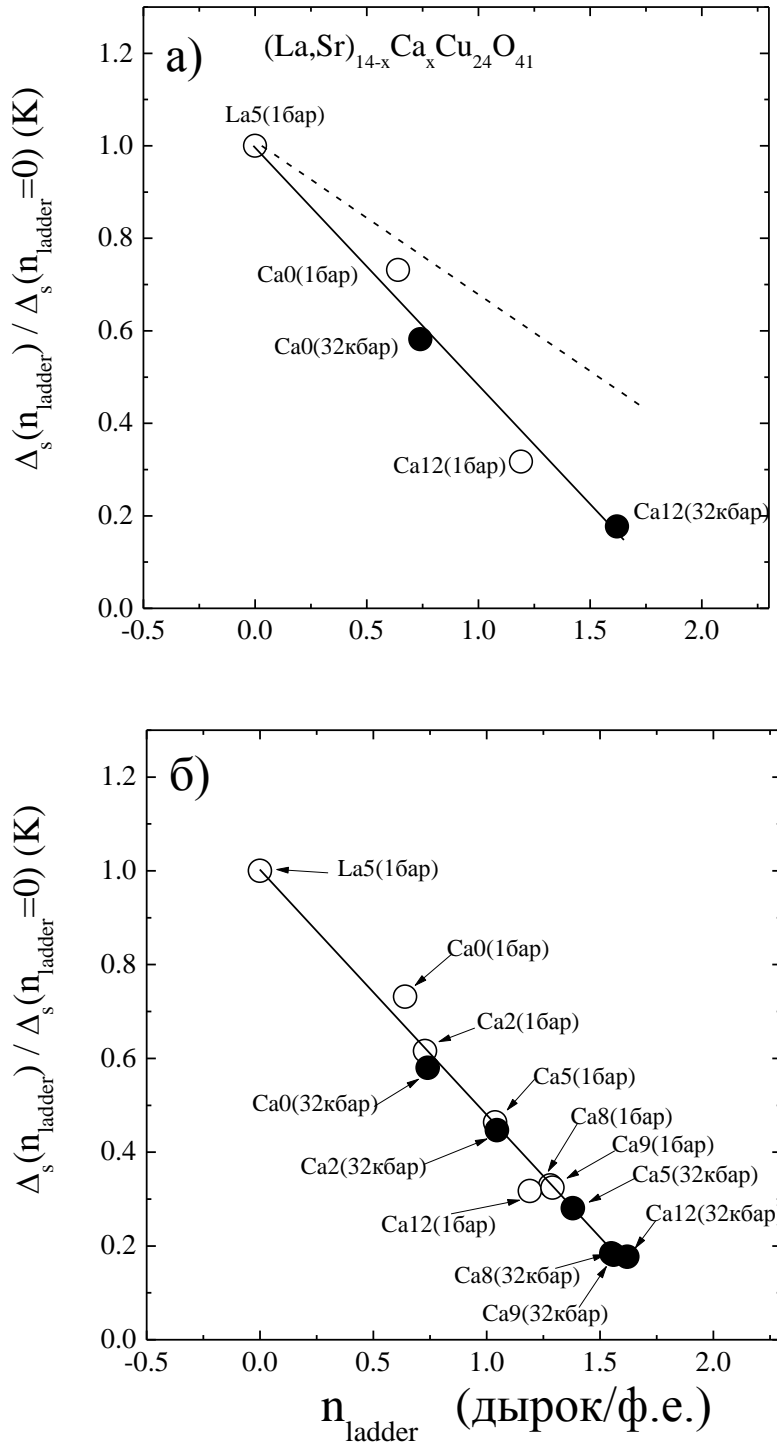 а)
(La,Sr)₁₄₋ₓCaₓCu₂₄O₄₁
Δₛ(n_ladder) / Δₛ(n_ladder=0) (K)
1.2
1.0
0.8
0.6
0.4
0.2
0.0
La5(1бар)
Ca0(1бар)
Ca0(32кбар)
Ca12(1бар)
Ca12(32кбар)
-0.5 0.0 0.5 1.0 1.5 2.0
б)
Δₛ(n_ladder) / Δₛ(n_ladder=0) (K)
1.2
1.0
0.8
0.6
0.4
0.2
0.0
La5(1бар)
Ca0(1бар)
Ca2(1бар)
Ca0(32кбар)
Ca5(1бар)
Ca2(32кбар)
Ca8(1бар)
Ca9(1бар)
Ca5(32кбар)
Ca12(1бар)
Ca12(32кбар)
Ca8(32кбар)
Ca9(32кбар)
-0.5 0.0 0.5 1.0 1.5 2.0
n_ladder (дырок/ф.е.)